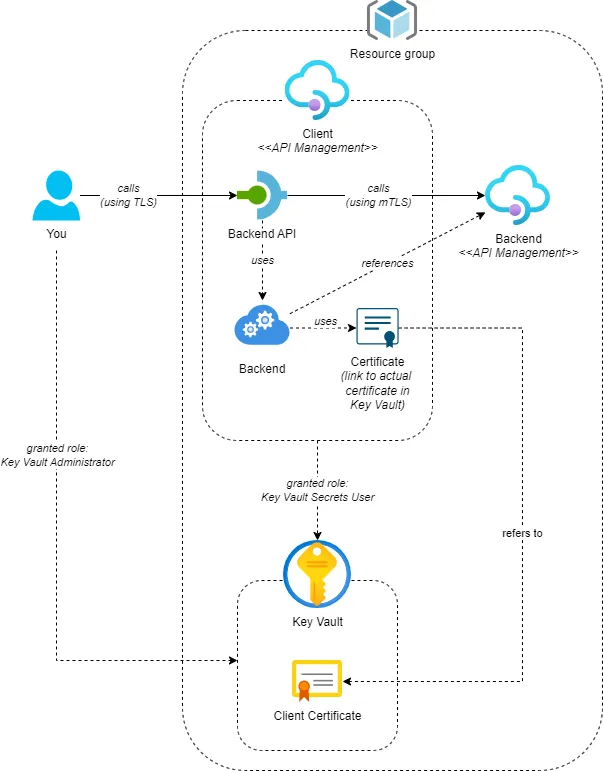 Resource group
Client
<<API Management>>
calls
(using TLS)
calls
(using mTLS)
You
Backend API
Backend
<<API Management>>
uses
references
uses
Backend
Certificate
(link to actual
certificate in
Key Vault)
granted role:
Key Vault Administrator
granted role:
Key Vault Secrets User
refers to
Key Vault
Client Certificate